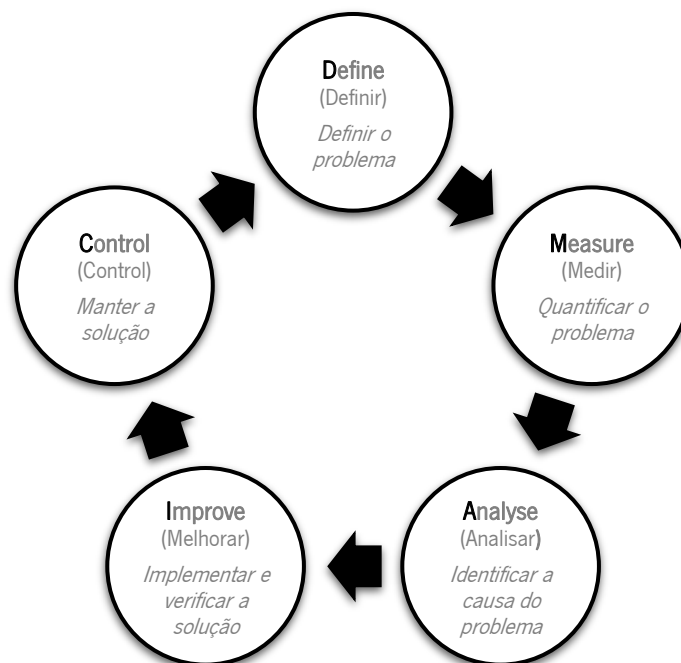 Define
(Definir)
Definir o
problema
Measure
(Medir)
Quantificar o
problema
Analyse
(Analisar)
Identificar a
causa do
problema
Improve
(Melhorar)
Implementar e
verificar a
solução
Control
(Control)
Manter a
solução